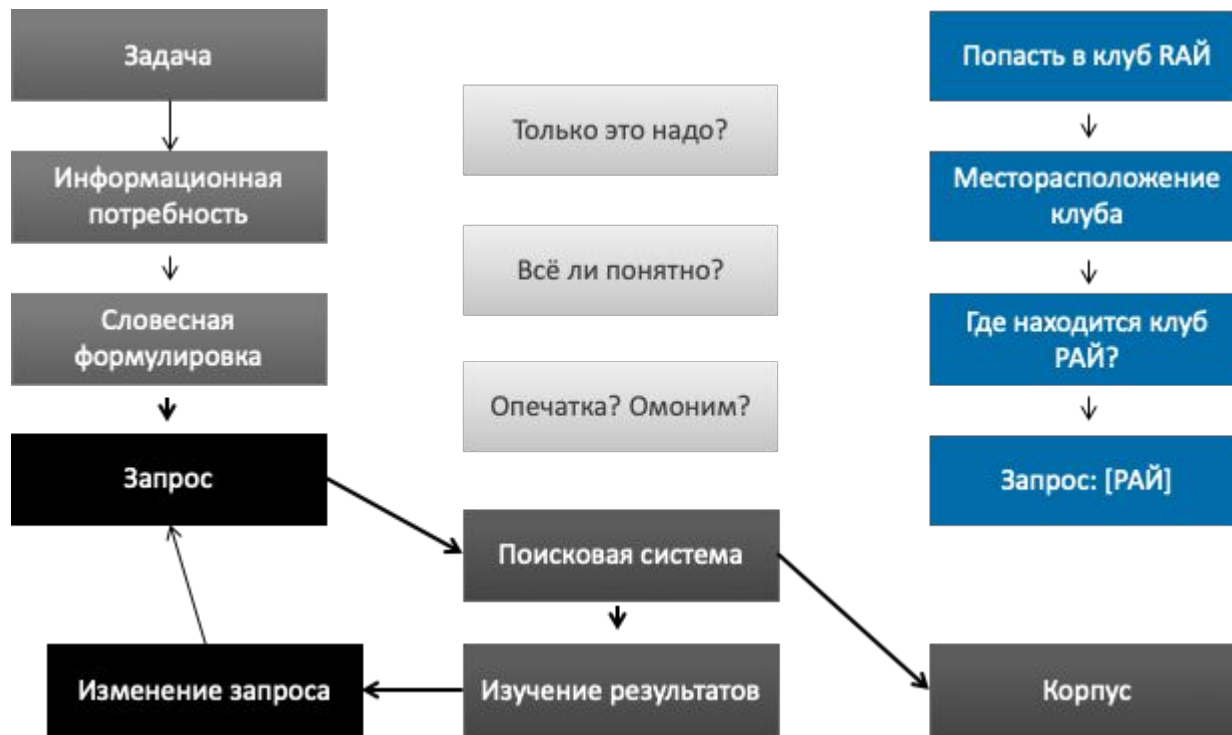 Задача
Информационная
потребность
Словесная
формулировка
Запрос
Изменение запроса
Только это надо?
Всё ли понятно?
Опечатка? Омоним?
Поисковая система
Изучение результатов
Попасть в клуб RАЙ
Месторасположение
клуба
Где находится клуб
РАЙ?
Запрос: [РАЙ]
Корпус